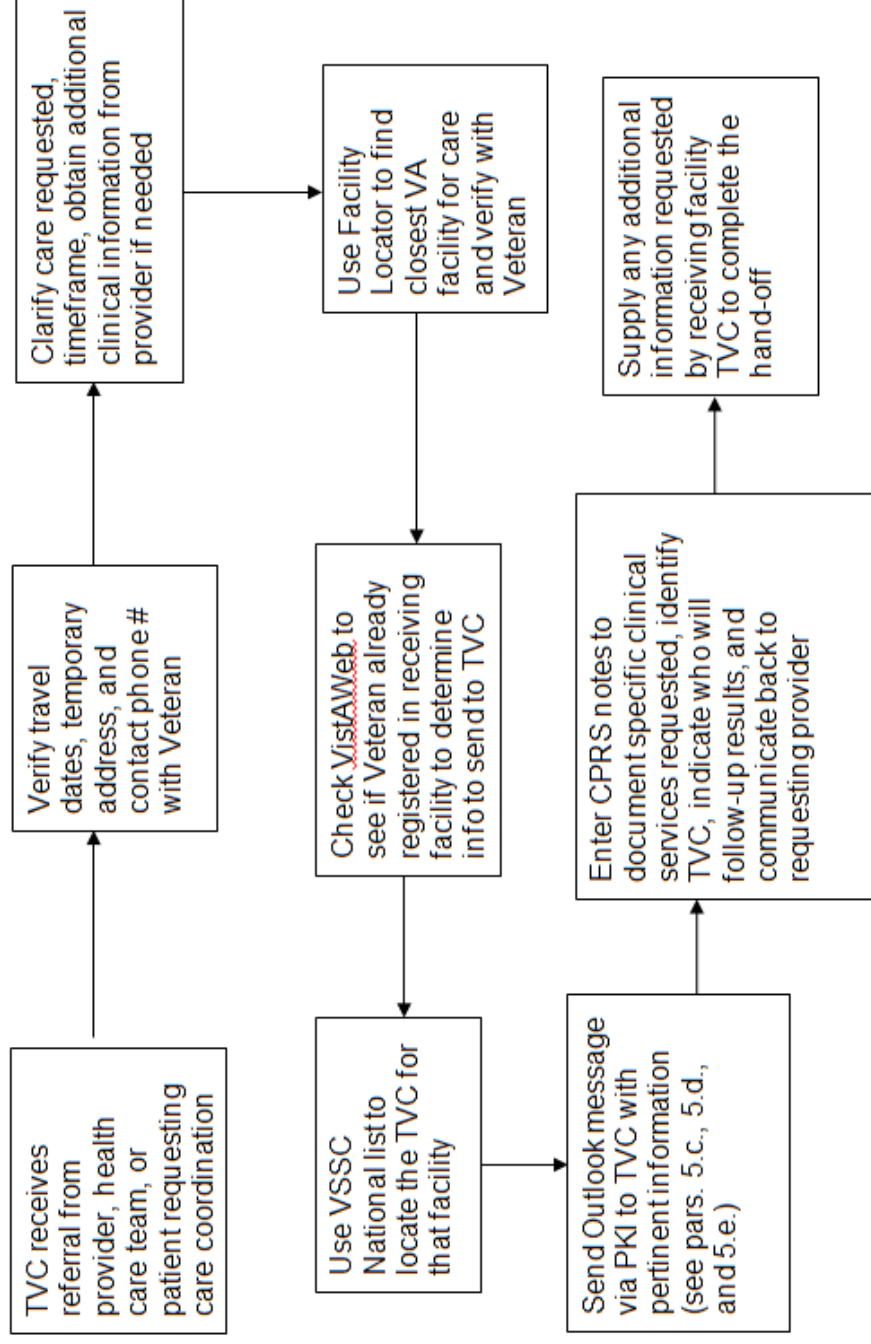 TVC receives
referral from
provider, health
care team, or
patient requesting
care coordination
Verify travel
dates, temporary
address, and
contact phone #
with Veteran
Clarify care requested,
timeframe, obtain additional
clinical information from
provider if needed
Use Facility
Locator to find
closest VA
facility for care
and verify with
Veteran
Check VistAWeb to
see if Veteran already
registered in receiving
facility to determine
info to send to TVC
Use VSSC
National list to
locate the TVC for
that facility
Send Outlook message
via PKI to TVC with
pertinent information
(see pars. 5.c., 5.d.,
and 5.e.)
Enter CPRS notes to
document specific clinical
services requested, identify
TVC, indicate who will
follow-up results, and
communicate back to
requesting provider
Supply any additional
information requested
by receiving facility
TVC to complete the
hand-off